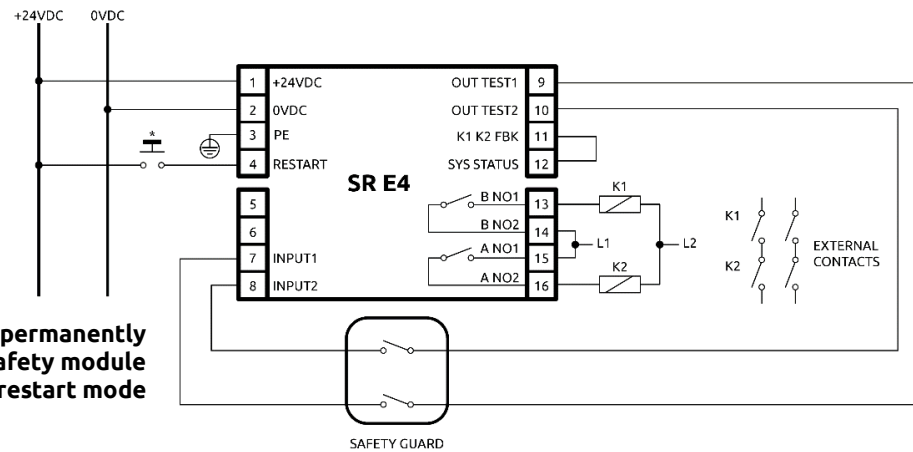 +24VDC 0VDC
1 +24VDC OUT TEST1 9
2 0VDC OUT TEST2 10
3 PE K1 K2 FBK 11
* 4 RESTART SYS STATUS 12
SR E4
5 B NO1 13 K1
6 B NO2 14 L1 L2
7 INPUT1 A NO1 15
8 INPUT2 A NO2 16 K2
K1
K2
EXTERNAL
CONTACTS
permanently
afety module
restart mode
SAFETY GUARD